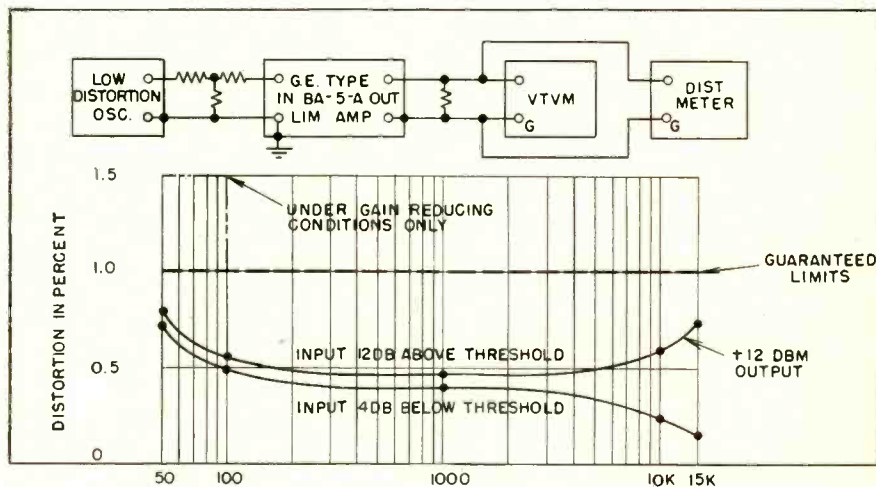 LOW
DISTORTION
OSC.
G.E. TYPE
IN BA-5-A OUT
LIM AMP
VTVM
G
DIST
METER
G
DISTORTION IN PERCENT
1.5
1.0
0.5
0
UNDER GAIN REDUCING
CONDITIONS ONLY
GUARANTEED
LIMITS
INPUT 12DB ABOVE THRESHOLD
+12 DBM
OUTPUT
INPUT 4DB BELOW THRESHOLD
50 100 1000 10K 15K